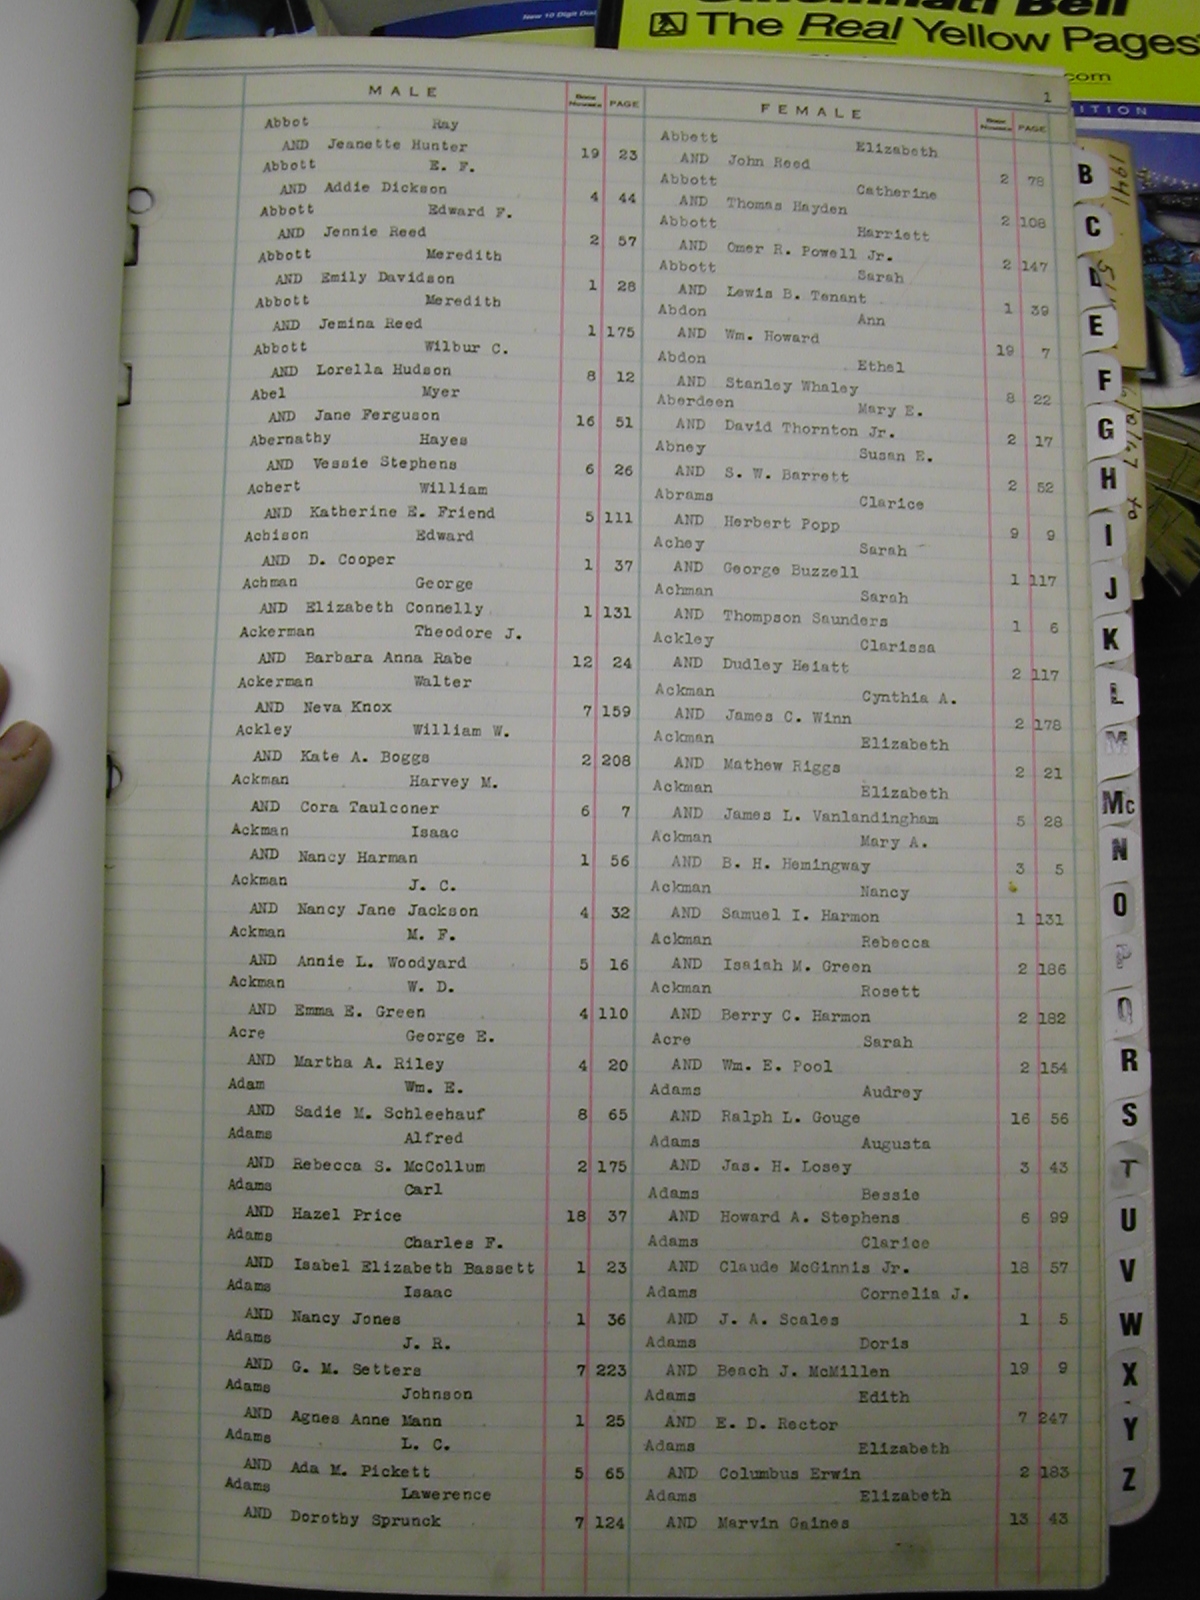 New 10 Digit Dial
Cincinnati Bell
The Real Yellow Pages
.com
ITION
1
MALE BOOK NUMBER PAGE
Abbot Ray
AND Jeanette Hunter 19 23
Abbott E. F.
AND Addie Dickson 4 44
Abbott Edward F.
AND Jennie Reed 2 57
Abbott Meredith
AND Emily Davidson 1 28
Abbott Meredith
AND Jemina Reed 1 175
Abbott Wilbur C.
AND Lorella Hudson 8 12
Abel Myer
AND Jane Ferguson 16 51
Abernathy Hayes
AND Vessie Stephens 6 26
Achert William
AND Katherine E. Friend 5 111
Achison Edward
AND D. Cooper 1 37
Achman George
AND Elizabeth Connelly 1 131
Ackerman Theodore J.
AND Barbara Anna Rabe 12 24
Ackerman Walter
AND Neva Knox 7 159
Ackley William W.
AND Kate A. Boggs 2 208
Ackman Harvey M.
AND Cora Taulconer 6 7
Ackman Isaac
AND Nancy Harman 1 56
Ackman J. C.
AND Nancy Jane Jackson 4 32
Ackman M. F.
AND Annie L. Woodyard 5 16
Ackman W. D.
AND Emma E. Green 4 110
Acre George E.
AND Martha A. Riley 4 20
Adam Wm. E.
AND Sadie M. Schleehauf 8 65
Adams Alfred
AND Rebecca S. McCollum 2 175
Adams Carl
AND Hazel Price 18 37
Adams Charles F.
AND Isabel Elizabeth Bassett 1 23
Adams Isaac
AND Nancy Jones 1 36
Adams J. R.
AND G. M. Setters 7 223
Adams Johnson
AND Agnes Anne Mann 1 25
Adams L. C.
AND Ada M. Pickett 5 65
Adams Lawerence
AND Dorothy Sprunck 7 124
FEMALE BOOK NUMBER PAGE
Abbett Elizabeth
AND John Reed 2 78
Abbott Catherine
AND Thomas Hayden 2 108
Abbott Harriett
AND Omer R. Powell Jr. 2 147
Abbott Sarah
AND Lewis B. Tenant 1 39
Abdon Ann
AND Wm. Howard 19 7
Abdon Ethel
AND Stanley Whaley 8 22
Aberdeen Mary E.
AND David Thornton Jr. 2 17
Abney Susan E.
AND S. W. Barrett 2 52
Abrams Clarice
AND Herbert Popp 9 9
Achey Sarah
AND George Buzzell 1 117
Achman Sarah
AND Thompson Saunders 1 6
Ackley Clarissa
AND Dudley Heiatt 2 117
Ackman Cynthia A.
AND James C. Winn 2 178
Ackman Elizabeth
AND Mathew Riggs 2 21
Ackman Elizabeth
AND James L. Vanlandingham 5 28
Ackman Mary A.
AND B. H. Hemingway 3 5
Ackman Nancy
AND Samuel I. Harmon 1 131
Ackman Rebecca
AND Isaiah M. Green 2 186
Ackman Rosett
AND Berry C. Harmon 2 182
Acre Sarah
AND Wm. E. Pool 2 154
Adams Audrey
AND Ralph L. Gouge 16 56
Adams Augusta
AND Jas. H. Losey 3 43
Adams Bessie
AND Howard A. Stephens 6 99
Adams Clarice
AND Claude McGinnis Jr. 18 57
Adams Cornelia J.
AND J. A. Scales 1 5
Adams Doris
AND Beach J. McMillen 19 9
Adams Edith
AND E. D. Rector 7 247
Adams Elizabeth
AND Columbus Erwin 2 183
Adams Elizabeth
AND Marvin Gaines 13 43
B
C
D
E
F
G
H
I
J
K
L
M
Mc
N
O
P
Q
R
S
T
U
V
W
X
Y
Z
1941
to